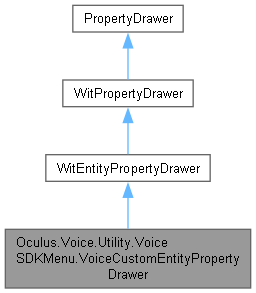 PropertyDrawer
WitPropertyDrawer
WitEntityPropertyDrawer
Oculus.Voice.Utility.Voice
SDKMenu.VoiceCustomEntityProperty
Drawer